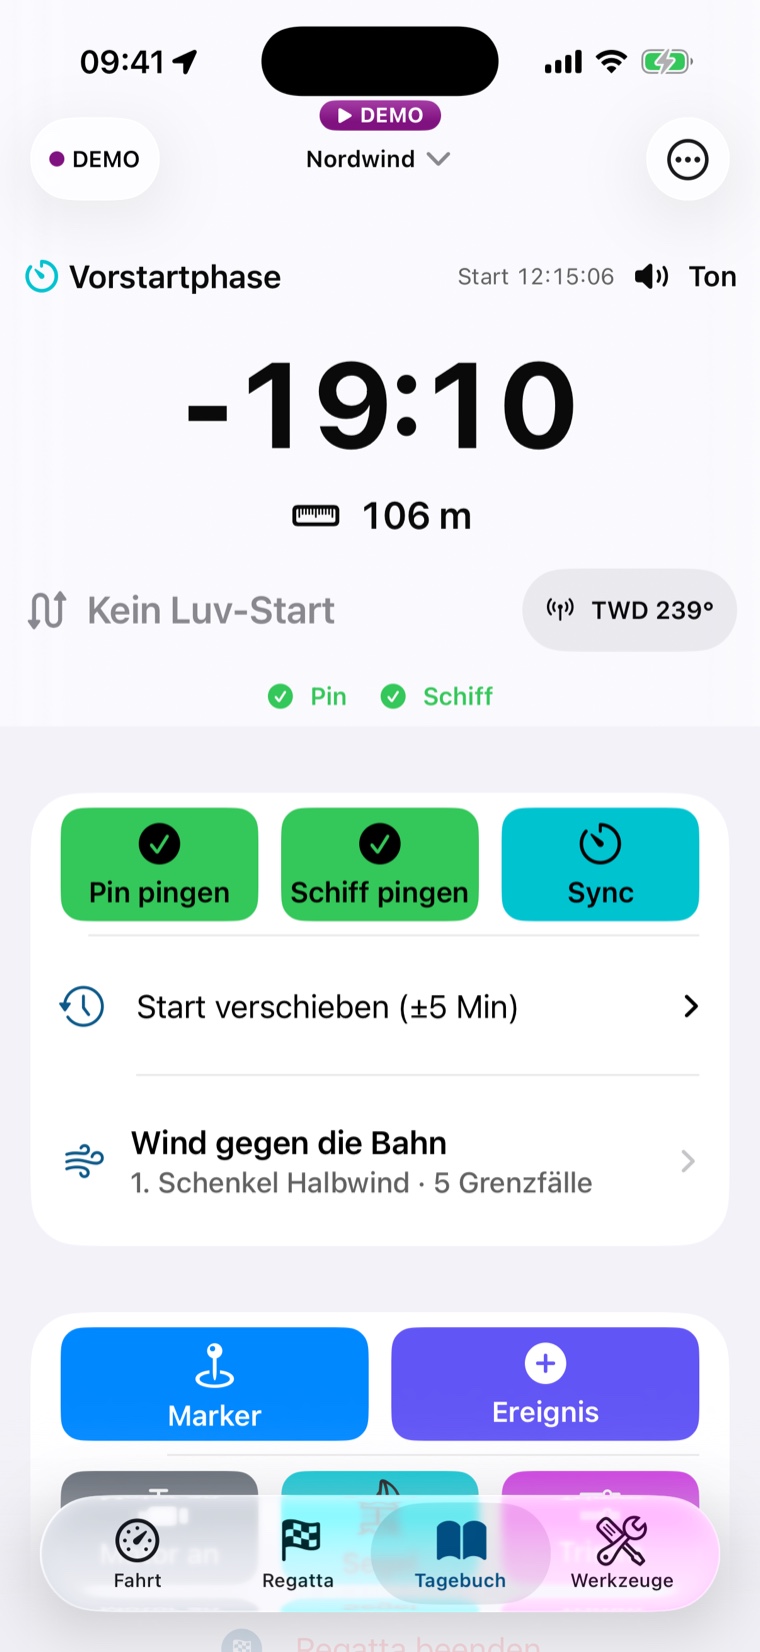 09:41
DEMO
DEMO
Nordwind
Vorstartphase
Start 12:15:06
Ton
-19:10
106 m
Kein Luv-Start
TWD 239°
Pin
Schiff
Pin pingen
Schiff pingen
Sync
Start verschieben (±5 Min)
Wind gegen die Bahn
1. Schenkel Halbwind · 5 Grenzfälle
Marker
Ereignis
Fahrt
Regatta
Tagebuch
Werkzeuge
Regatta beenden